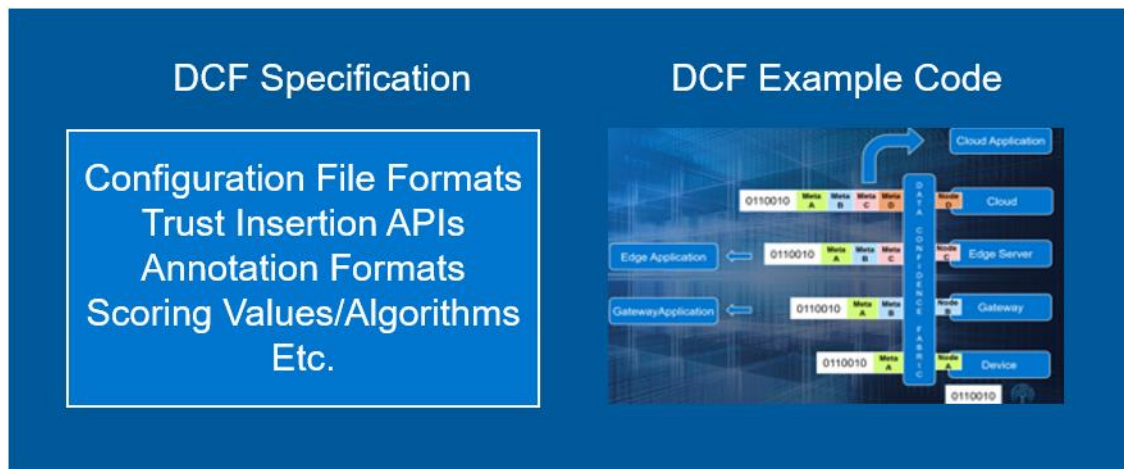 DCF Specification
DCF Example Code
Configuration File Formats
Trust Insertion APIs
Annotation Formats
Scoring Values/Algorithms
Etc.
Cloud Application
0110010 Meta A Meta B Meta C Meta D Node D Cloud
Edge Application 0110010 Meta A Meta B Meta C Node C Edge Server
GatewayApplication 0110010 Meta A Meta B Node B Gateway
0110010 Meta A Node A Device
DATA CONFIDENCE FABRIC
0110010